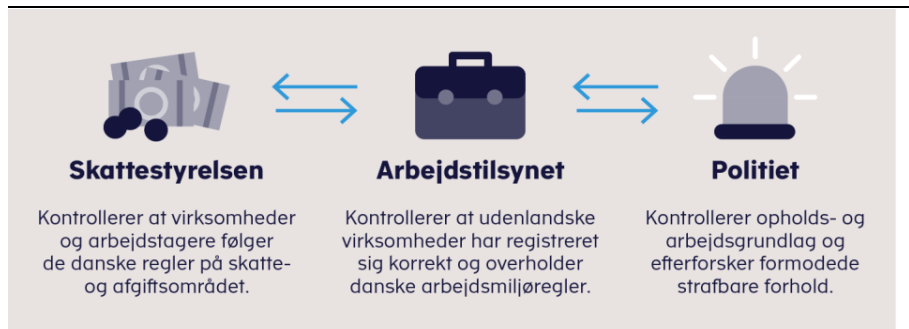 Skattestyrelsen
Kontrollerer at virksomheder
og arbejdstagere følger
de danske regler på skatte-
og afgiftsområdet.
Arbejdstilsynet
Kontrollerer at udenlandske
virksomheder har registreret
sig korrekt og overholder
danske arbejdsmiljøregler.
Politiet
Kontrollerer opholds- og
arbejdsgrundlag og
efterforsker formodede
strafbare forhold.